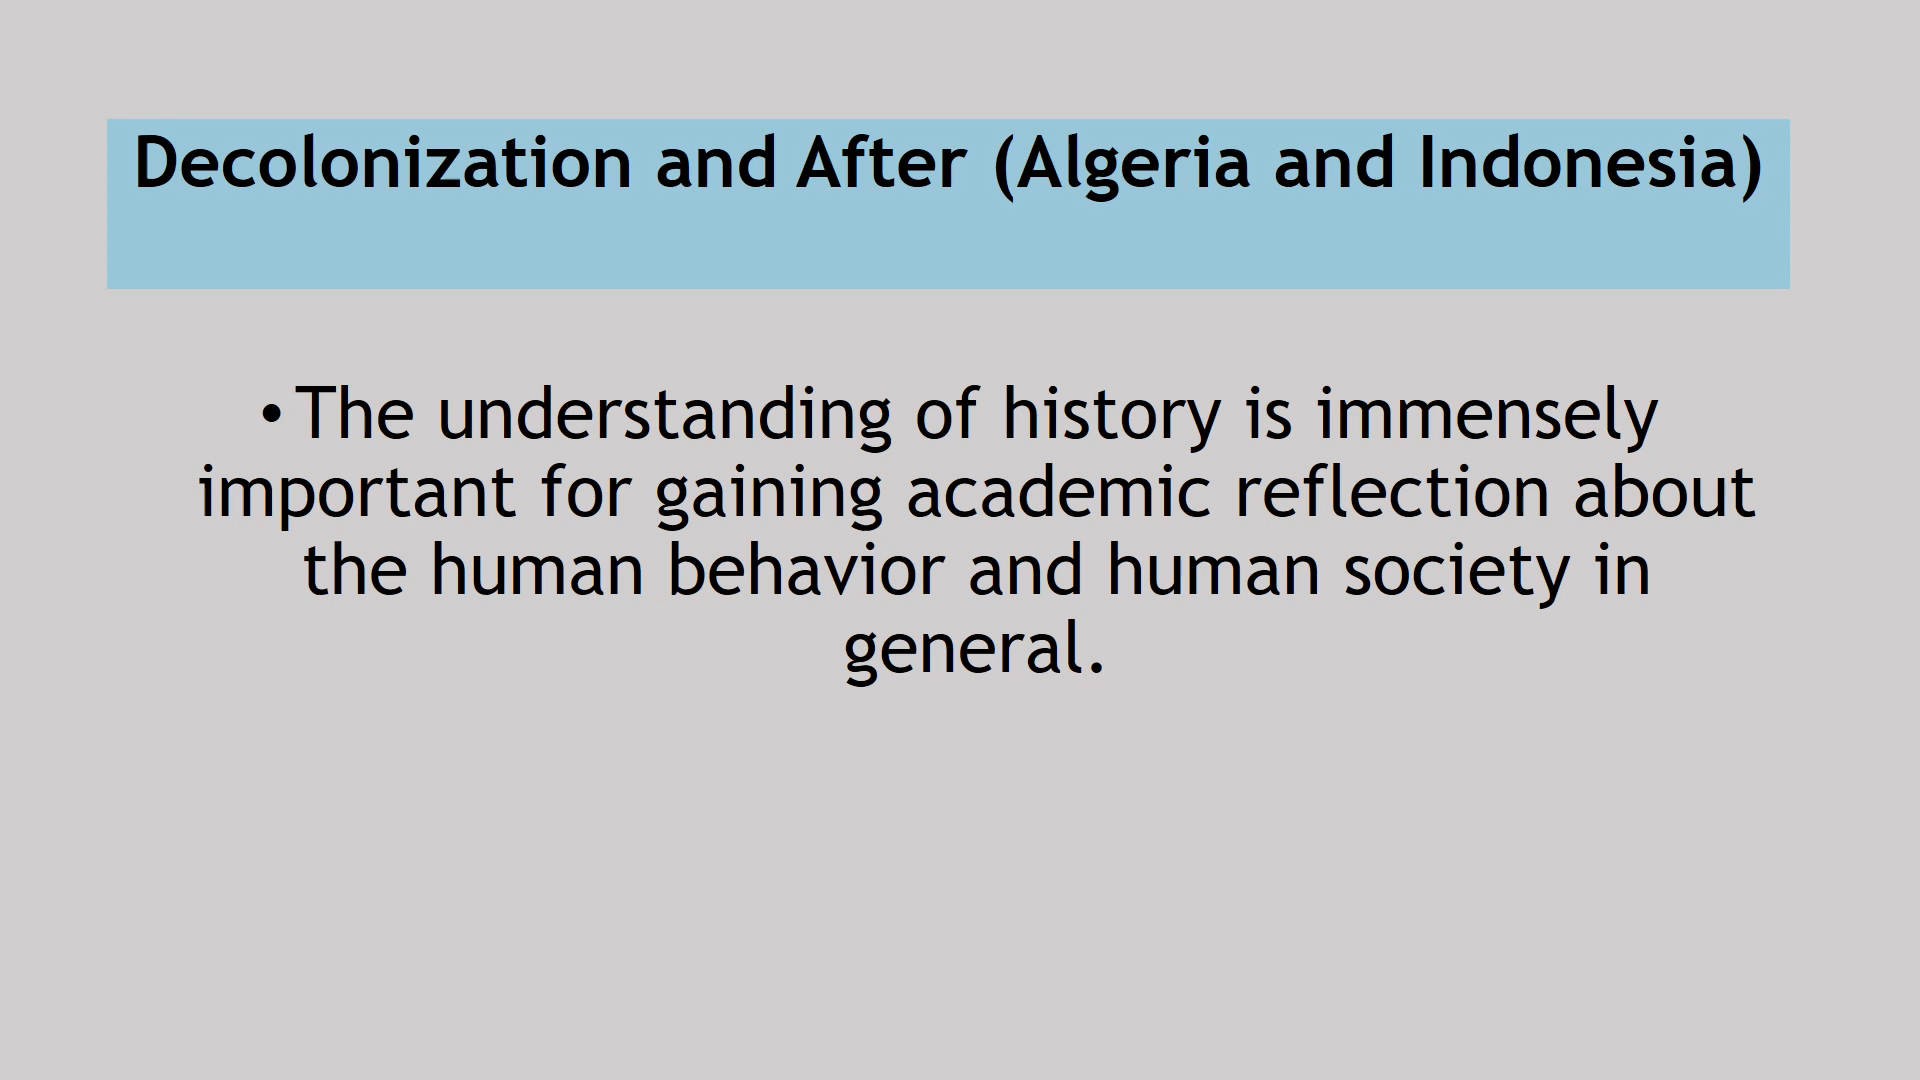 Decolonization and After (Algeria and Indonesia)
• The understanding of history is immensely
important for gaining academic reflection about
the human behavior and human society in
general.